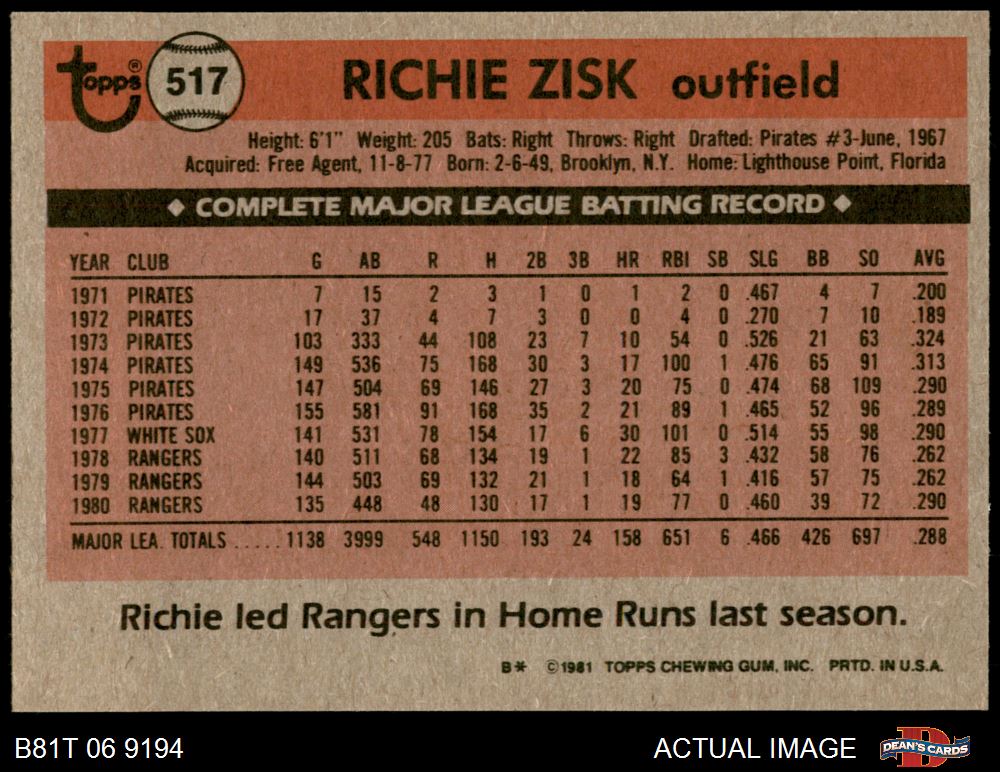 Topps® 517 RICHIE ZISK outfield
Height: 6'1" Weight: 205 Bats: Right Throws: Right Drafted: Pirates #3-June, 1967
Acquired: Free Agent, 11-8-77 Born: 2-6-49, Brooklyn, N.Y. Home: Lighthouse Point, Florida
◆ COMPLETE MAJOR LEAGUE BATTING RECORD ◆
YEAR CLUB G AB R H 2B 3B HR RBI SB SLG BB SO AVG
1971 PIRATES 7 15 2 3 1 0 1 2 0 .467 4 7 .200
1972 PIRATES 17 37 4 7 3 0 0 4 0 .270 7 10 .189
1973 PIRATES 103 333 44 108 23 7 10 54 0 .526 21 63 .324
1974 PIRATES 149 536 75 168 30 3 17 100 1 .476 65 91 .313
1975 PIRATES 147 504 69 146 27 3 20 75 0 .474 68 109 .290
1976 PIRATES 155 581 91 168 35 2 21 89 1 .465 52 96 .289
1977 WHITE SOX 141 531 78 154 17 6 30 101 0 .514 55 98 .290
1978 RANGERS 140 511 68 134 19 1 22 85 3 .432 58 76 .262
1979 RANGERS 144 503 69 132 21 1 18 64 1 .416 57 75 .262
1980 RANGERS 135 448 48 130 17 1 19 77 0 .460 39 72 .290
MAJOR LEA. TOTALS ..... 1138 3999 548 1150 193 24 158 651 6 .466 426 697 .288
Richie led Rangers in Home Runs last season.
B* ©1981 TOPPS CHEWING GUM, INC. PRTD. IN U.S.A.
B81T 06 9194 ACTUAL IMAGE D DEAN'S CARDS